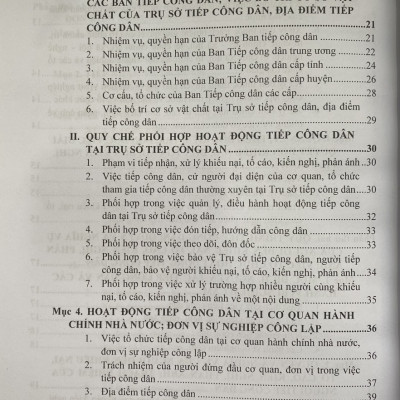 CÁC BAN TIẾP CÔNG DÂN, VIỆC
CHẤT CỦA TRỤ SỞ TIẾP CÔNG DÂN, ĐỊA ĐIỂM TIẾP
CÔNG DÂN.....21
1. Nhiệm vụ, quyền hạn của Trưởng Ban tiếp công dân.....21
2. Nhiệm vụ, quyền hạn của Ban Tiếp công dân trung ương.....22
3. Nhiệm vụ, quyền hạn của Ban Tiếp công dân cấp tỉnh.....24
4. Nhiệm vụ, quyền hạn của Ban Tiếp công dân cấp huyện.....26
5. Cơ cấu, tổ chức của Ban Tiếp công dân các cấp.....28
6. Việc bố trí cơ sở vật chất tại Trụ sở tiếp công dân, địa điểm
tiếp công dân.....29
II. QUY CHẾ PHỐI HỢP HOẠT ĐỘNG TIẾP CÔNG DÂN
TẠI TRỤ SỞ TIẾP CÔNG DÂN.....30
1. Phạm vi tiếp nhận, xử lý khiếu nại, tố cáo, kiến nghị, phản ánh..30
2. Việc tiếp công dân, cử người đại diện của cơ quan, tổ chức
tham gia tiếp công dân thường xuyên tại Trụ sở tiếp công dân....30
3. Phối hợp trong việc quản lý, điều hành hoạt động tiếp công
dân tại Trụ sở tiếp công dân.....32
4. Phối hợp trong việc đón tiếp, hướng dẫn công dân.....33
5. Phối hợp trong việc theo dõi, đôn đốc.....33
6. Phối hợp trong việc bảo vệ Trụ sở tiếp công dân, người tiếp
công dân, bảo vệ người khiếu nại, tố cáo, kiến nghị, phản ánh.....34
7. Phối hợp trong việc xử lý trường hợp nhiều người cùng khiếu
nại, tố cáo, kiến nghị, phản ánh về một nội dung.....35
Mục 4. HOẠT ĐỘNG TIẾP CÔNG DÂN TẠI CƠ QUAN HÀNH
CHÍNH NHÀ NƯỚC; ĐƠN VỊ SỰ NGHIỆP CÔNG LẬP.....36
1. Việc tổ chức tiếp công dân tại cơ quan hành chính nhà nước,
đơn vị sự nghiệp công lập.....36
2. Trách nhiệm của người đứng đầu cơ quan, đơn vị trong việc
tiếp công dân.....37
3. Địa điểm tiếp công dân.....39